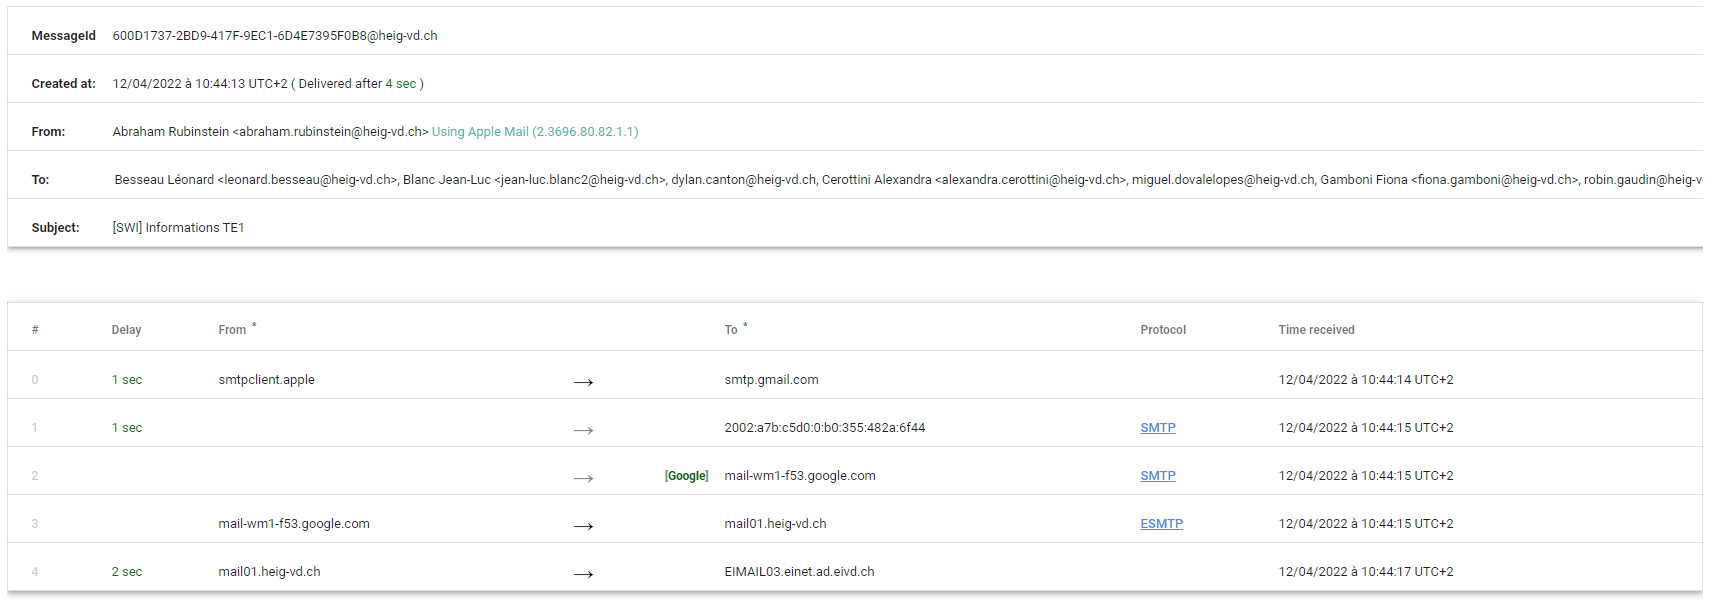 MessageId 600D1737-2BD9-417F-9EC1-6D4E7395F0B8@heig-vd.ch
Created at: 12/04/2022 à 10:44:13 UTC+2 ( Delivered after 4 sec )
From: Abraham Rubinstein <abraham.rubinstein@heig-vd.ch> Using Apple Mail (2.3696.80.82.1.1)
To: Besseau Léonard <leonard.besseau@heig-vd.ch>, Blanc Jean-Luc <jean-luc.blanc2@heig-vd.ch>, dylan.canton@heig-vd.ch, Cerottini Alexandra <alexandra.cerottini@heig-vd.ch>, miguel.dovalelopes@heig-vd.ch, Gamboni Fiona <fiona.gamboni@heig-vd.ch>, robin.gaudin@heig-v
Subject: [SWI] Informations TE1
# Delay From * To * Protocol Time received
0 1 sec smtpclient.apple → smtp.gmail.com 12/04/2022 à 10:44:14 UTC+2
1 1 sec → 2002:a7b:c5d0:0:b0:355:482a:6f44 SMTP 12/04/2022 à 10:44:15 UTC+2
2 → [Google] mail-wm1-f53.google.com SMTP 12/04/2022 à 10:44:15 UTC+2
3 mail-wm1-f53.google.com → mail01.heig-vd.ch ESMTP 12/04/2022 à 10:44:15 UTC+2
4 2 sec mail01.heig-vd.ch → EIMAIL03.einet.ad.eivd.ch 12/04/2022 à 10:44:17 UTC+2